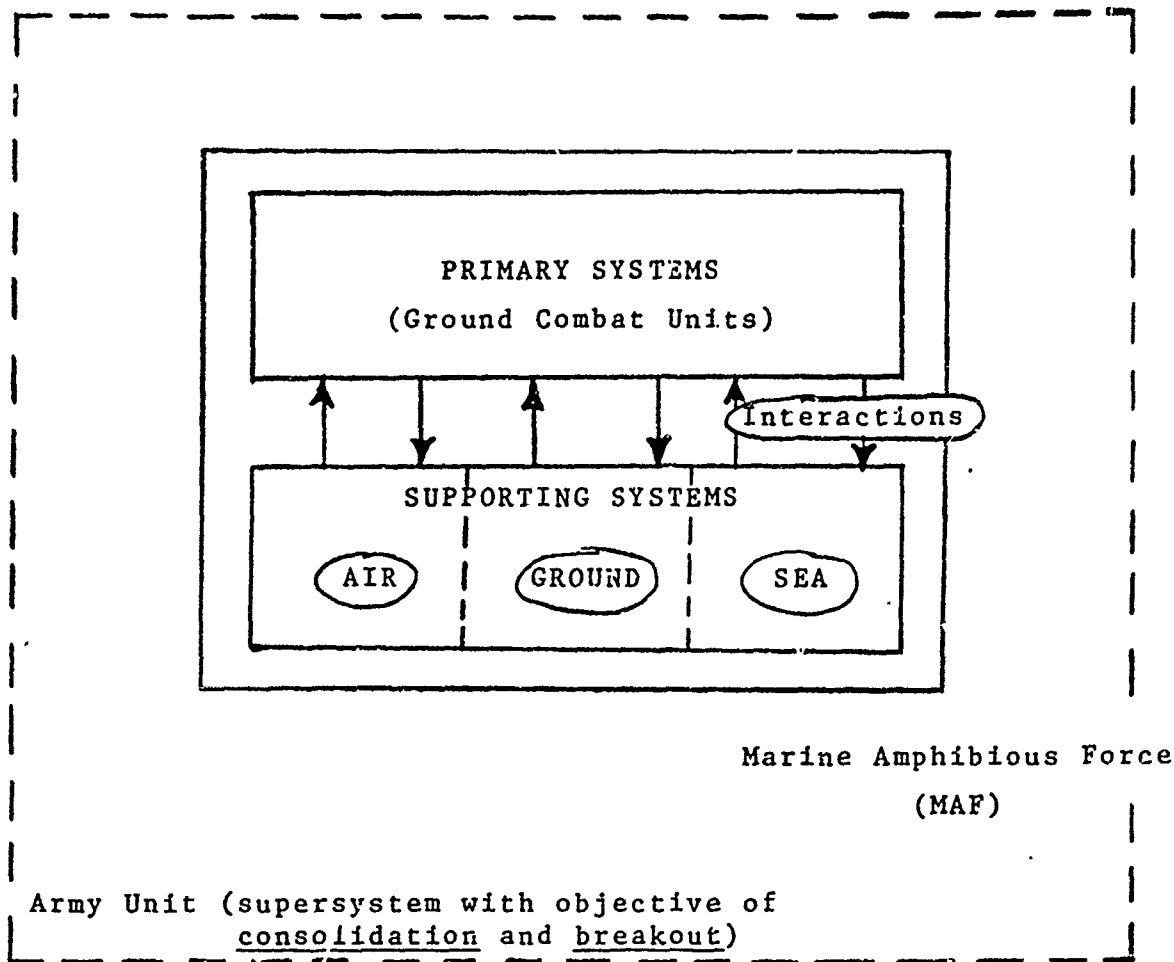 PRIMARY SYSTEMS
(Ground Combat Units)
Interactions
SUPPORTING SYSTEMS
AIR
GROUND
SEA
Marine Amphibious Force
(MAF)
Army Unit (supersystem with objective of
consolidation and breakout)